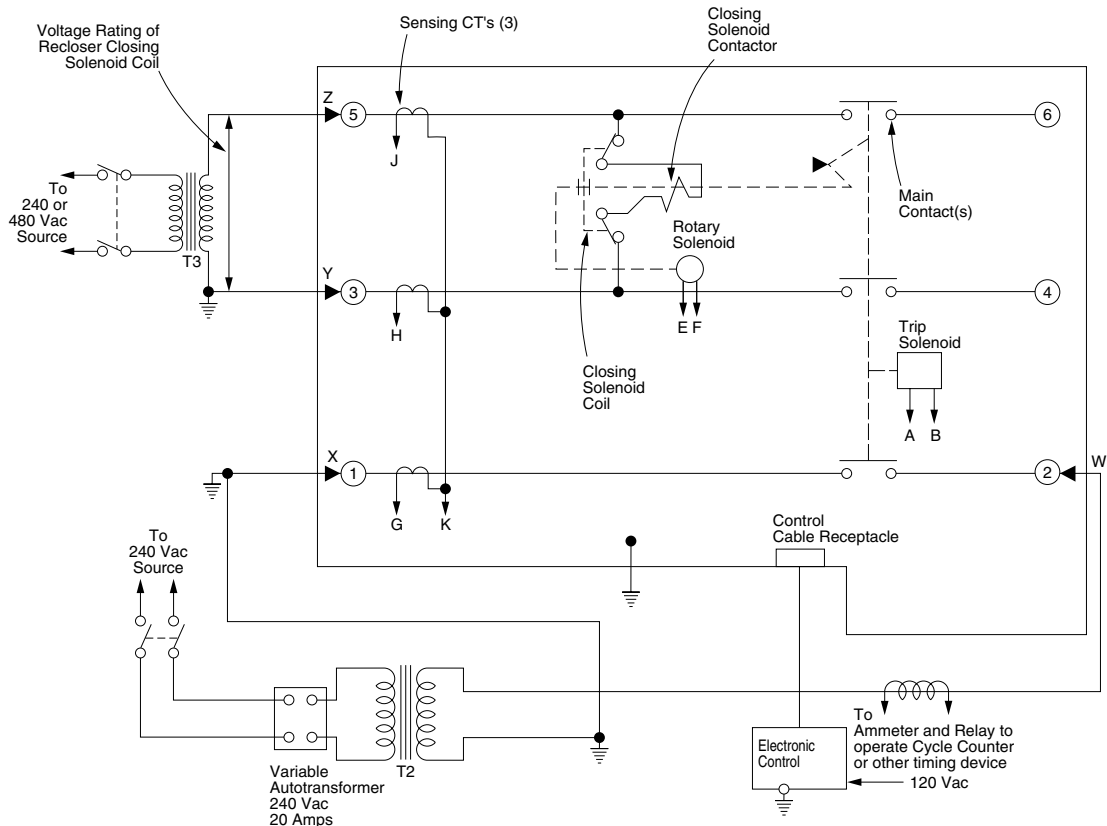 Voltage Rating of
Recloser Closing
Solenoid Coil
Sensing CT's (3)
Closing
Solenoid
Contactor
Z
5
6
J
To
240 or
480 Vac
Source
T3
Main
Contact(s)
Rotary
Solenoid
Y
3
4
H
E F
Trip
Solenoid
Closing
Solenoid
Coil
A B
X
1
2
W
G
K
To
240 Vac
Source
Control
Cable Receptacle
To
Ammeter and Relay to
operate Cycle Counter
or other timing device
Electronic
Control
120 Vac
T2
Variable
Autotransformer
240 Vac
20 Amps